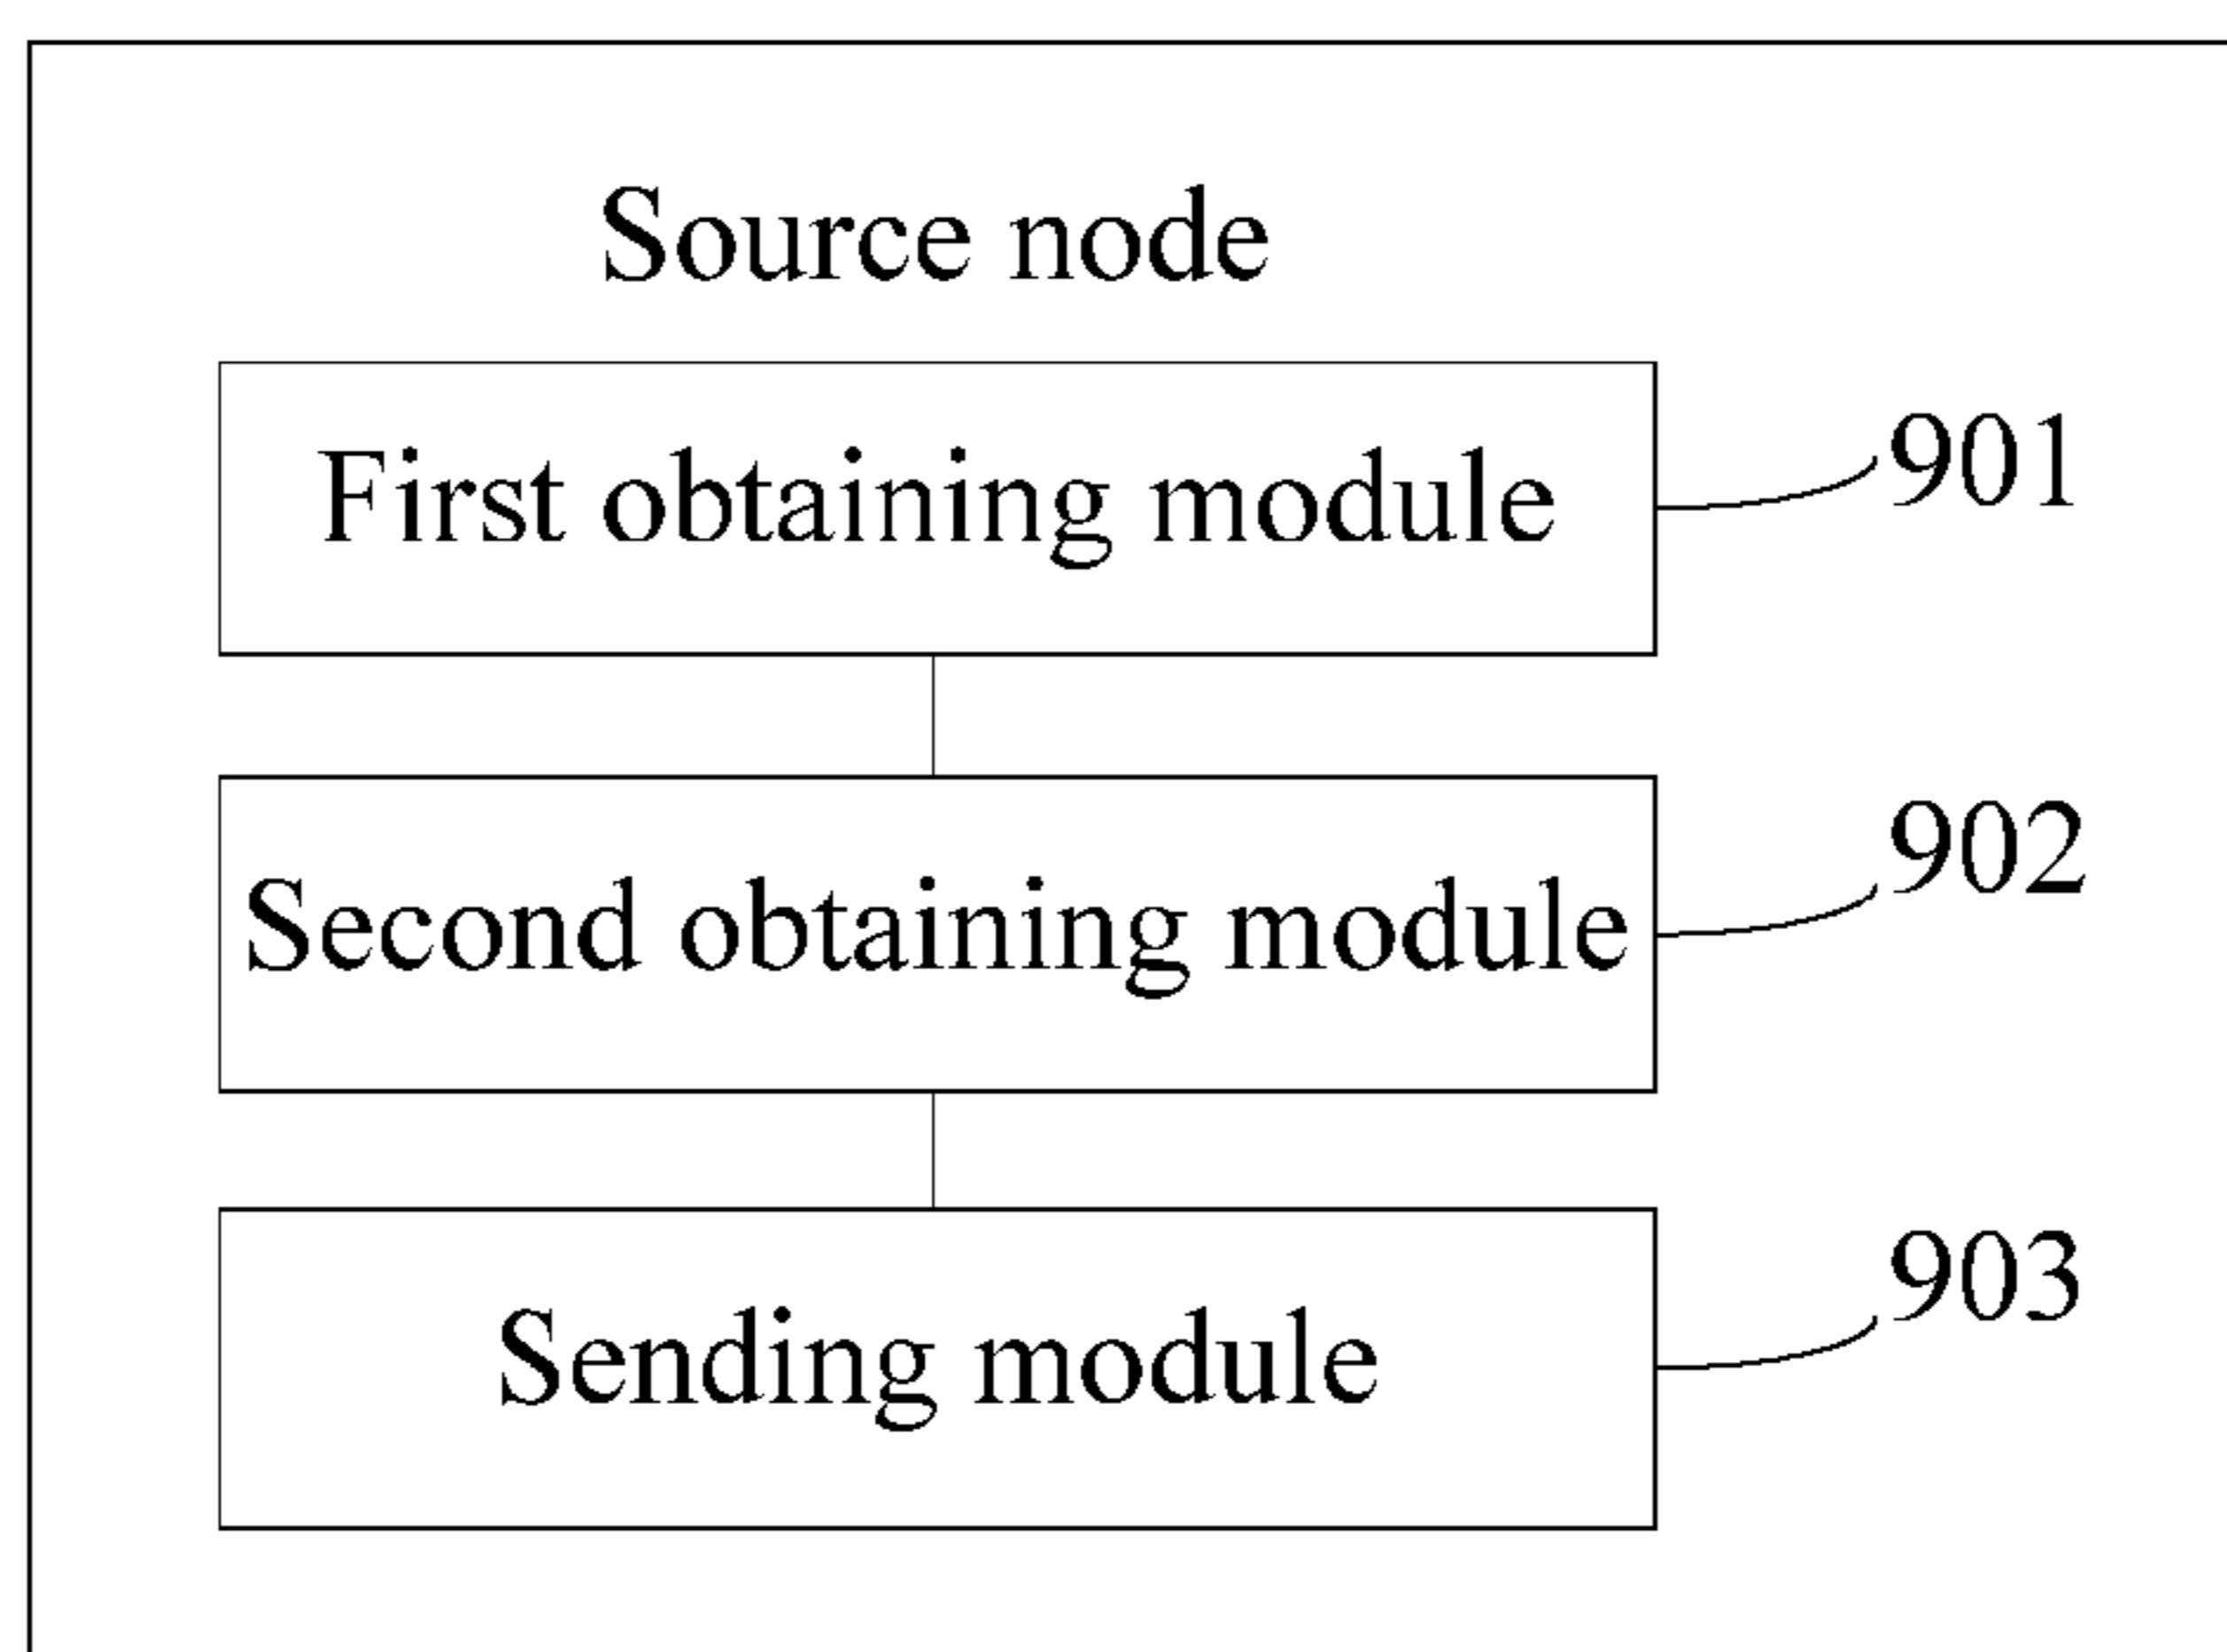 Source node
First obtaining module
901
Second obtaining module
902
Sending module
903